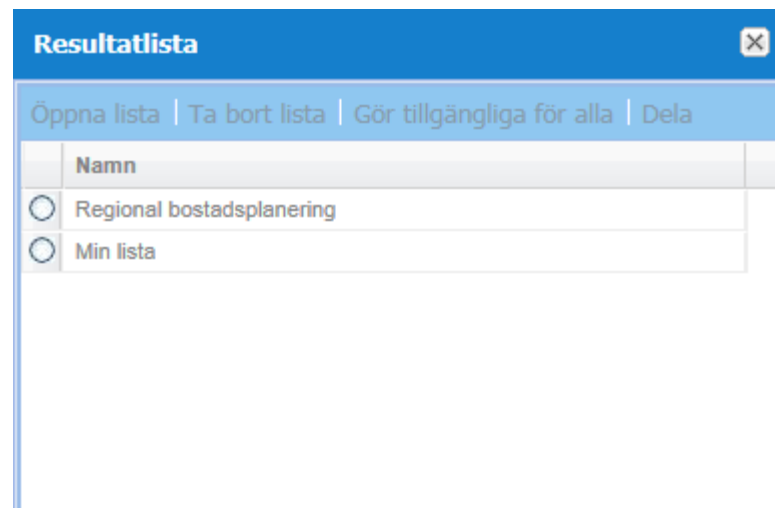 Resultatlista
Öppna lista | Ta bort lista | Gör tillgängliga för alla | Dela
Namn
Regional bostadsplanering
Min lista